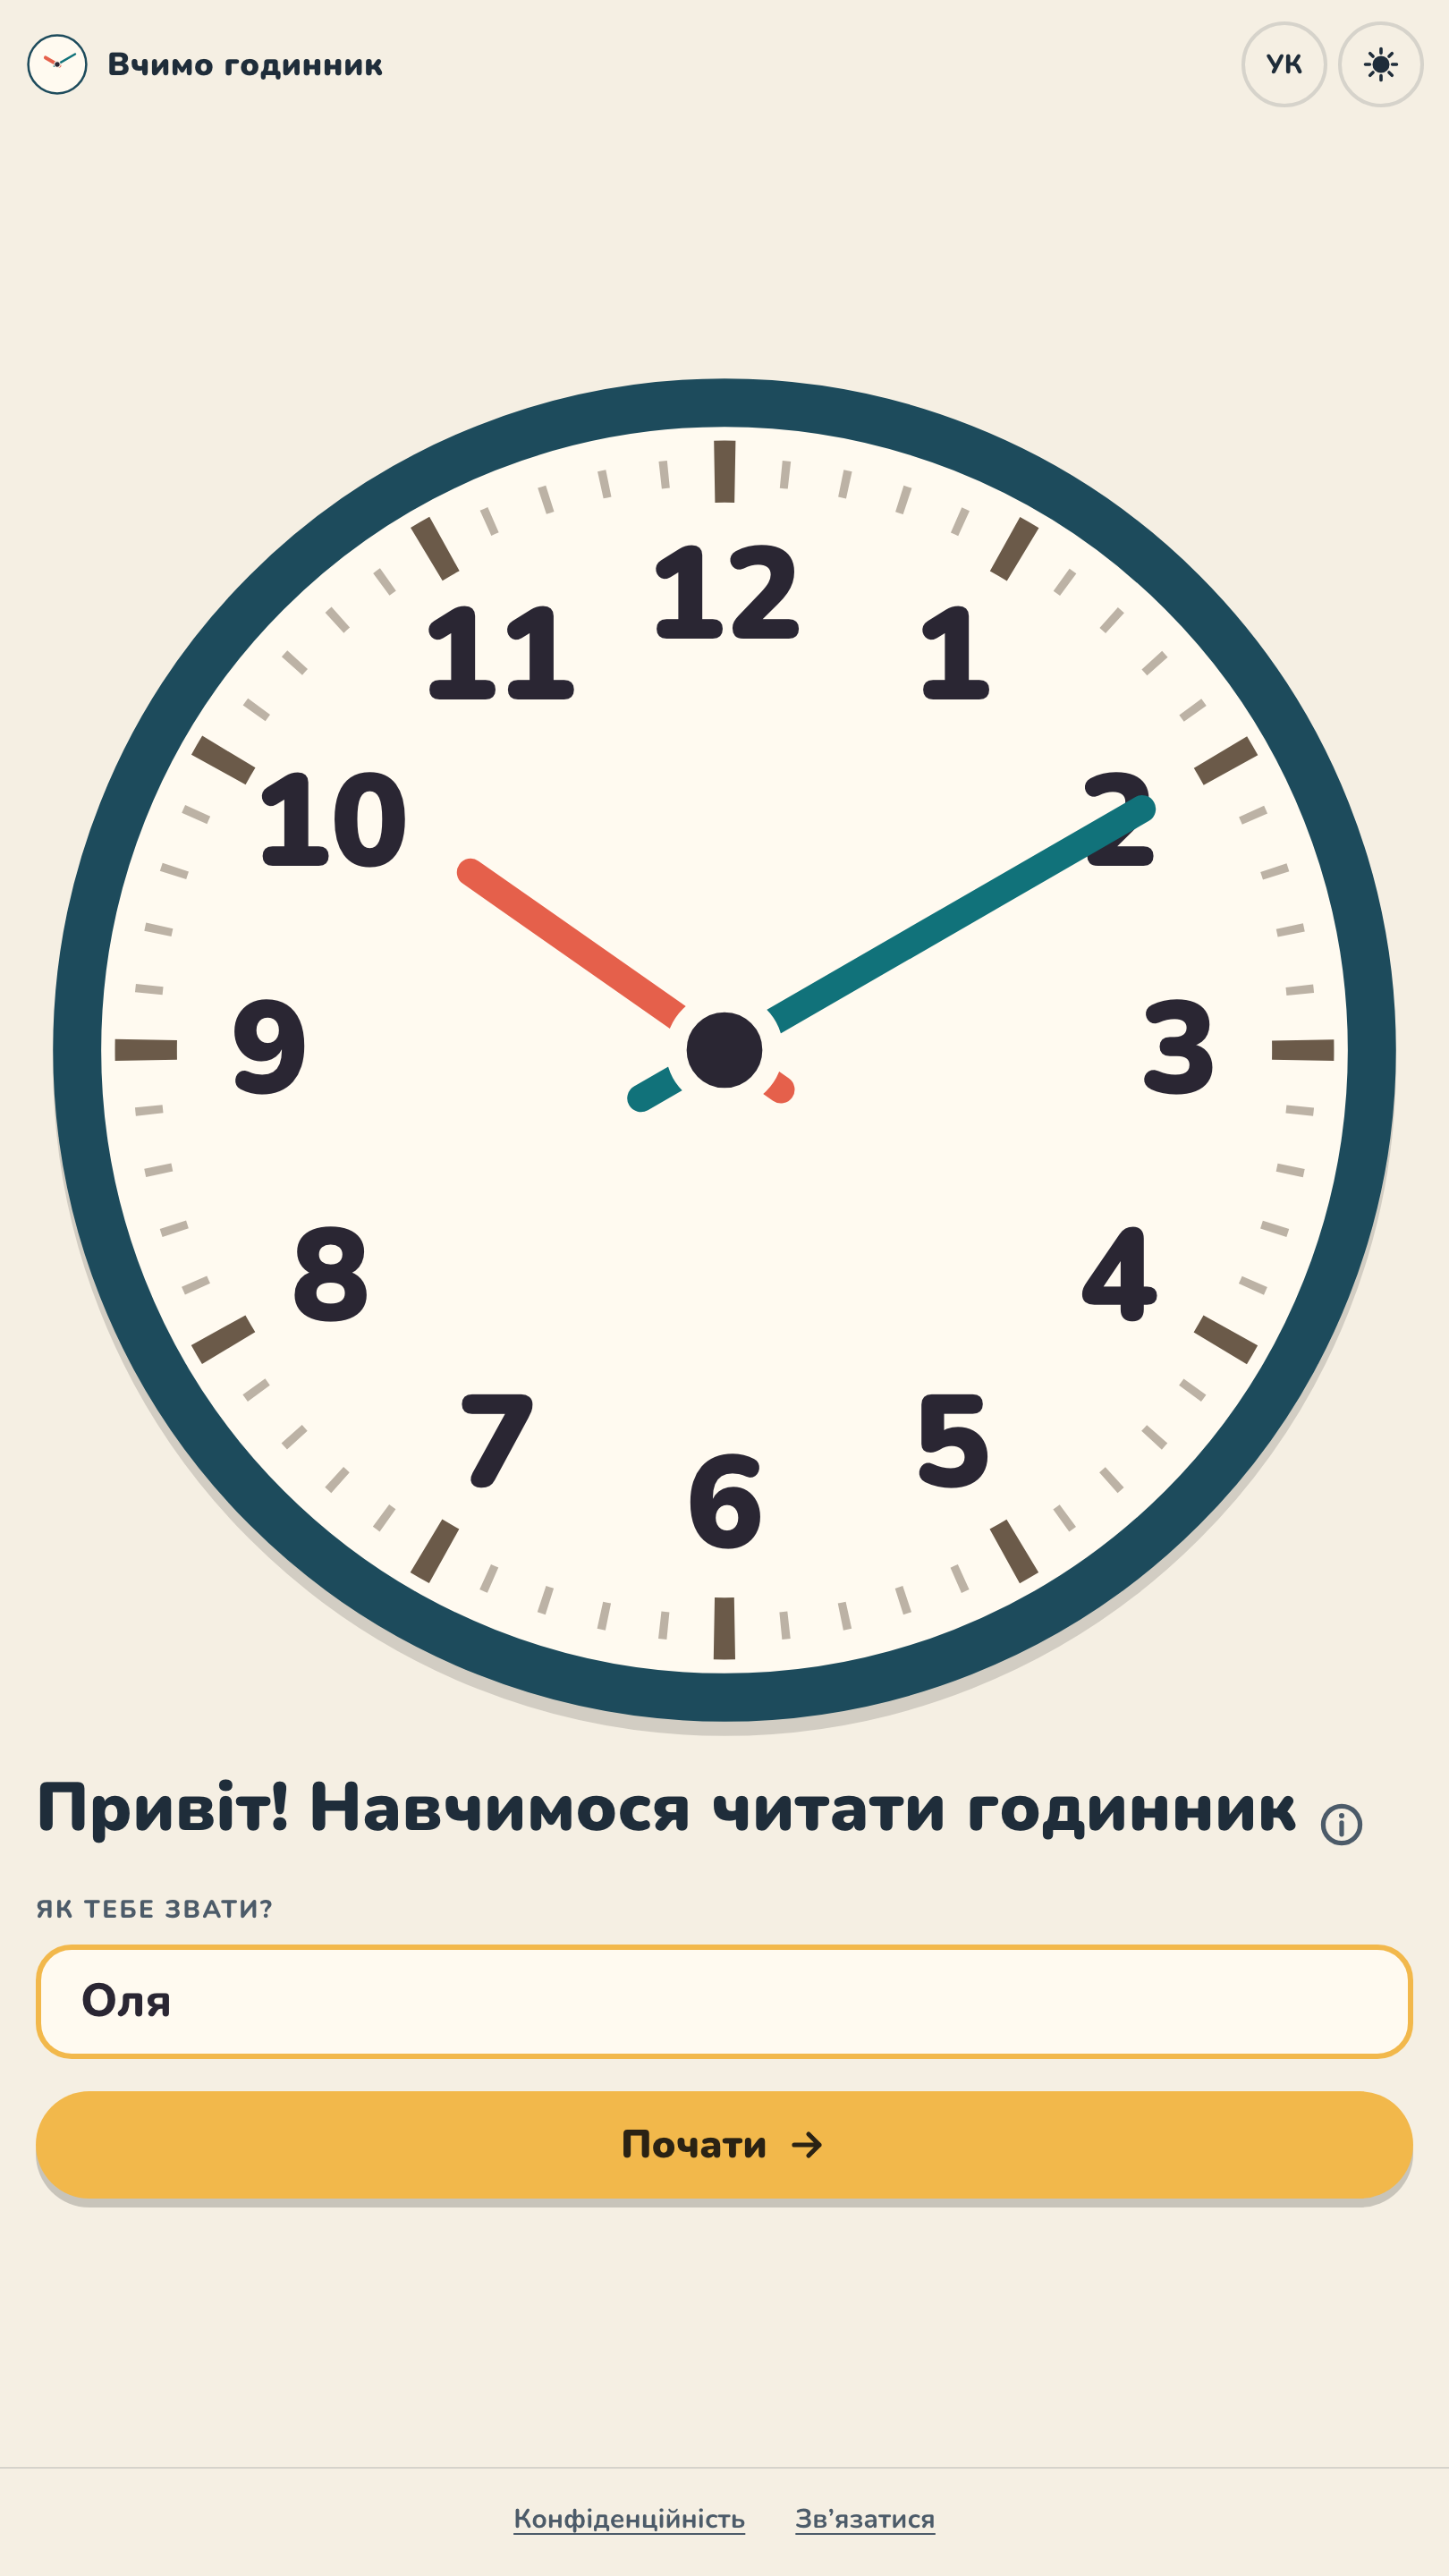 Вчимо годинник
УК
12
11
1
10
2
9
3
8
4
7
5
6
Привіт! Навчимося читати годинник
ЯК ТЕБЕ ЗВАТИ?
Оля
Почати →
Конфіденційність Зв’язатися